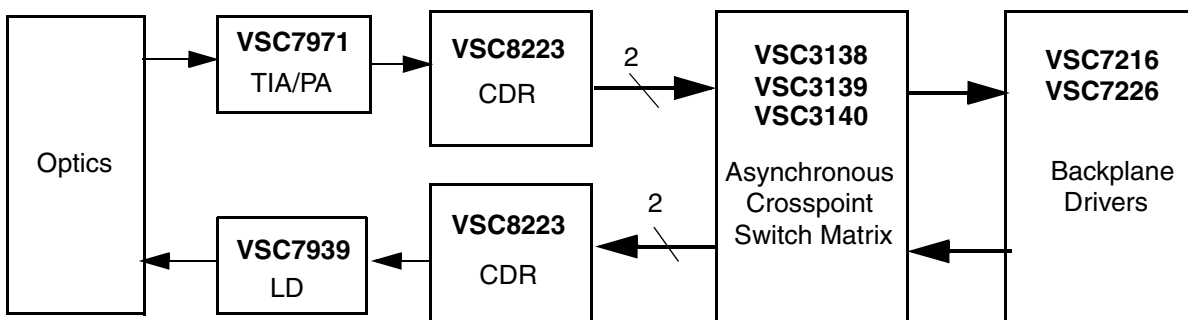 Optics
VSC7971
TIA/PA
VSC8223
CDR
2
VSC3138
VSC3139
VSC3140
Asynchronous
Crosspoint
Switch Matrix
VSC7216
VSC7226
Backplane
Drivers
VSC7939
LD
VSC8223
CDR
2